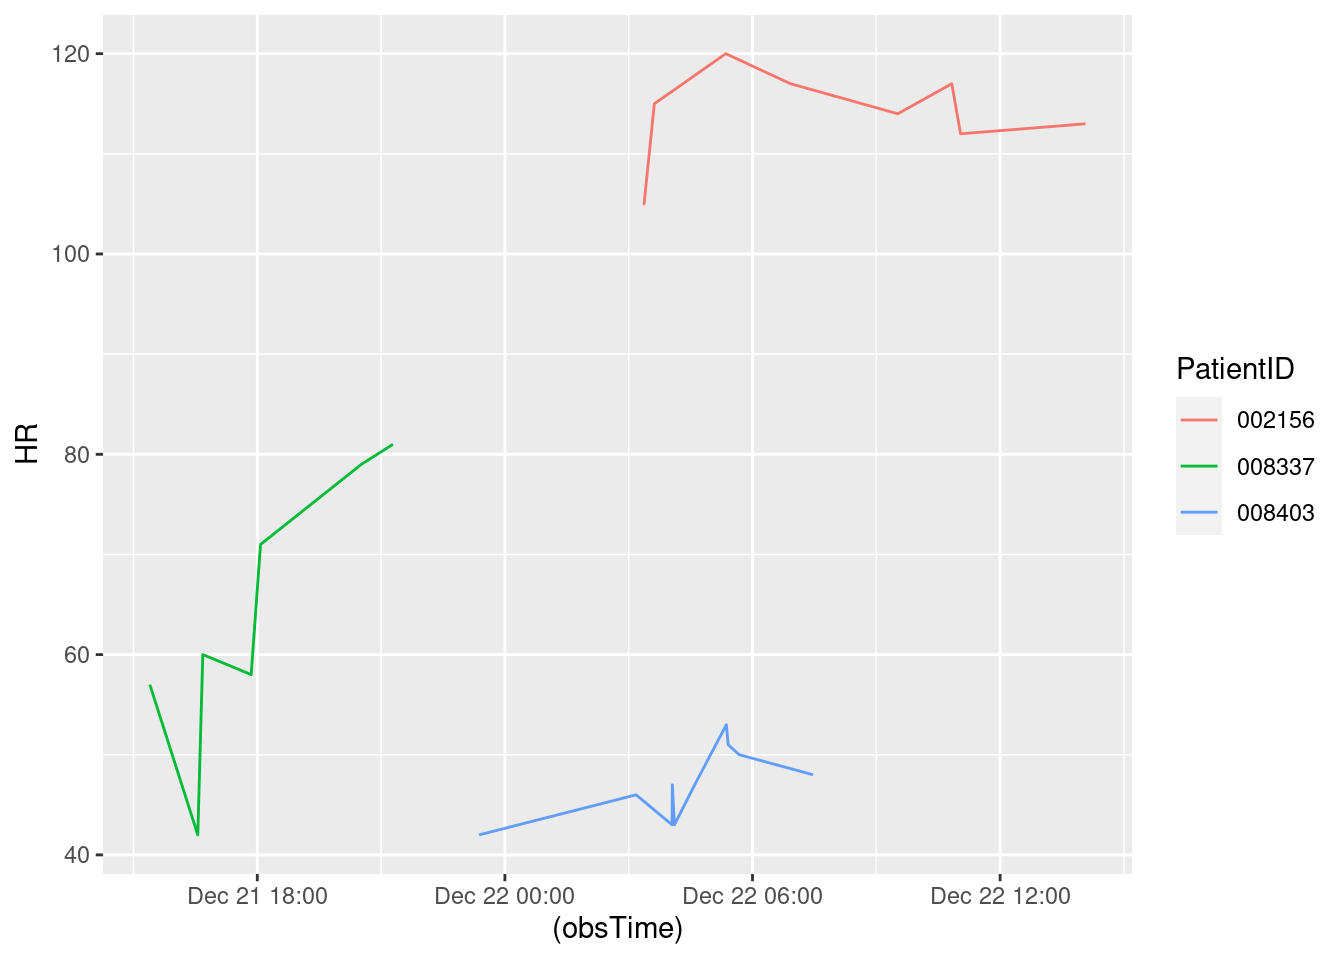 120
100
80
60
40
HR
Dec 21 18:00
Dec 22 00:00
Dec 22 06:00
Dec 22 12:00
(obsTime)
PatientID
002156
008337
008403